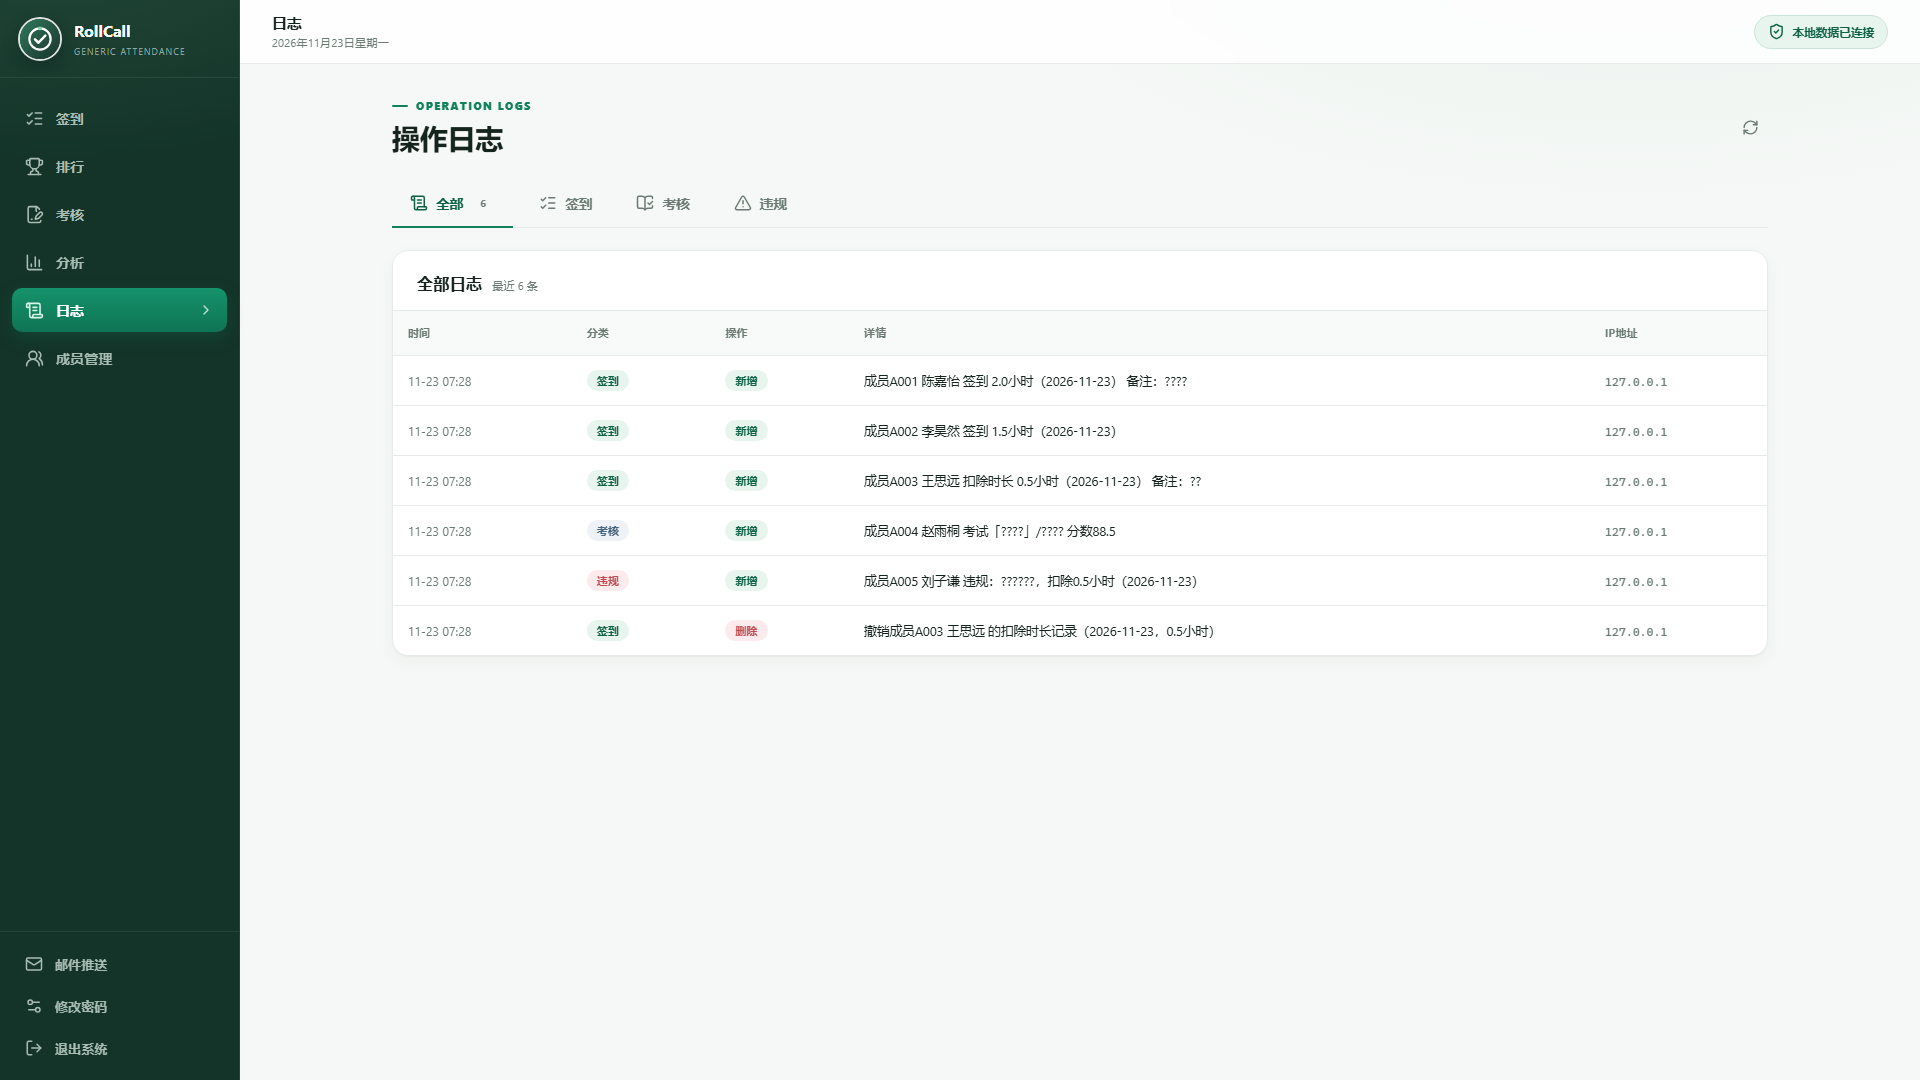 RollCall
GENERIC ATTENDANCE
签到
排行
考核
分析
日志
成员管理
邮件推送
修改密码
退出系统
日志
2026年11月23日星期一
本地数据已连接
OPERATION LOGS
操作日志
全部 6 签到 考核 违规
全部日志 最近 6 条
时间 分类 操作 详情 IP地址
11-23 07:28 签到 新增 成员A001 陈嘉怡 签到 2.0小时（2026-11-23） 备注：???? 127.0.0.1
11-23 07:28 签到 新增 成员A002 李昊然 签到 1.5小时（2026-11-23） 127.0.0.1
11-23 07:28 签到 新增 成员A003 王思远 扣除时长 0.5小时（2026-11-23） 备注：?? 127.0.0.1
11-23 07:28 考核 新增 成员A004 赵雨桐 考试「????」/???? 分数88.5 127.0.0.1
11-23 07:28 违规 新增 成员A005 刘子谦 违规：??????，扣除0.5小时（2026-11-23） 127.0.0.1
11-23 07:28 签到 删除 撤销成员A003 王思远 的扣除时长记录（2026-11-23，0.5小时） 127.0.0.1